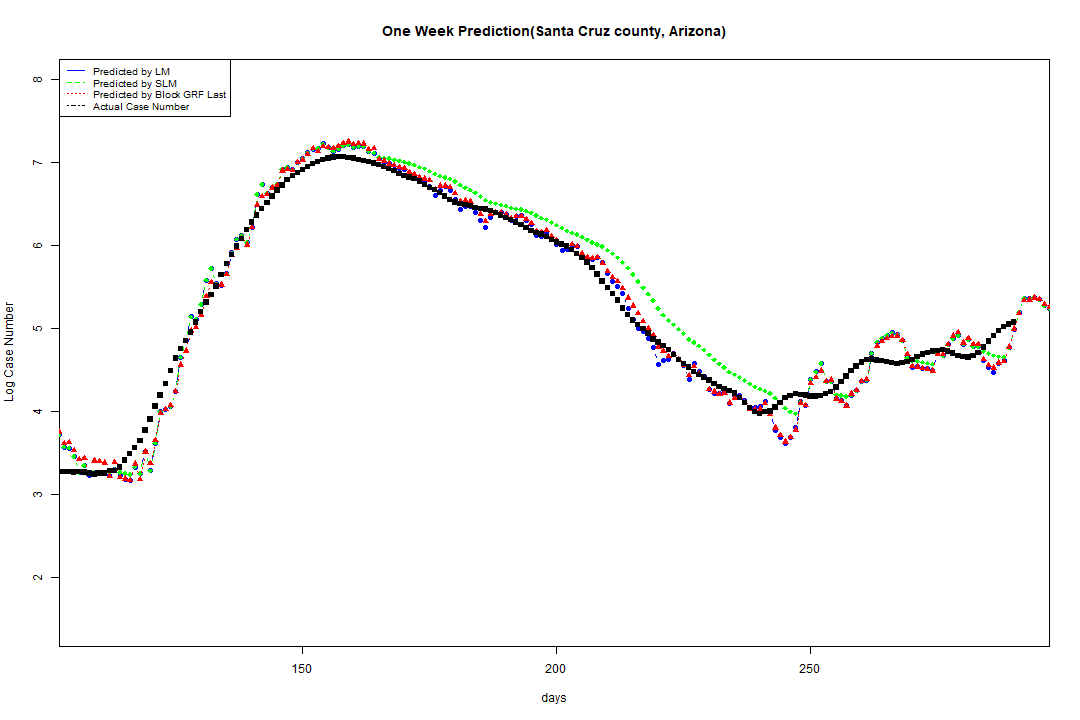 One Week Prediction(Santa Cruz county, Arizona)
Predicted by LM
Predicted by SLM
Predicted by Block GRF Last
Actual Case Number
8
7
6
5
4
3
2
Log Case Number
150
200
250
days